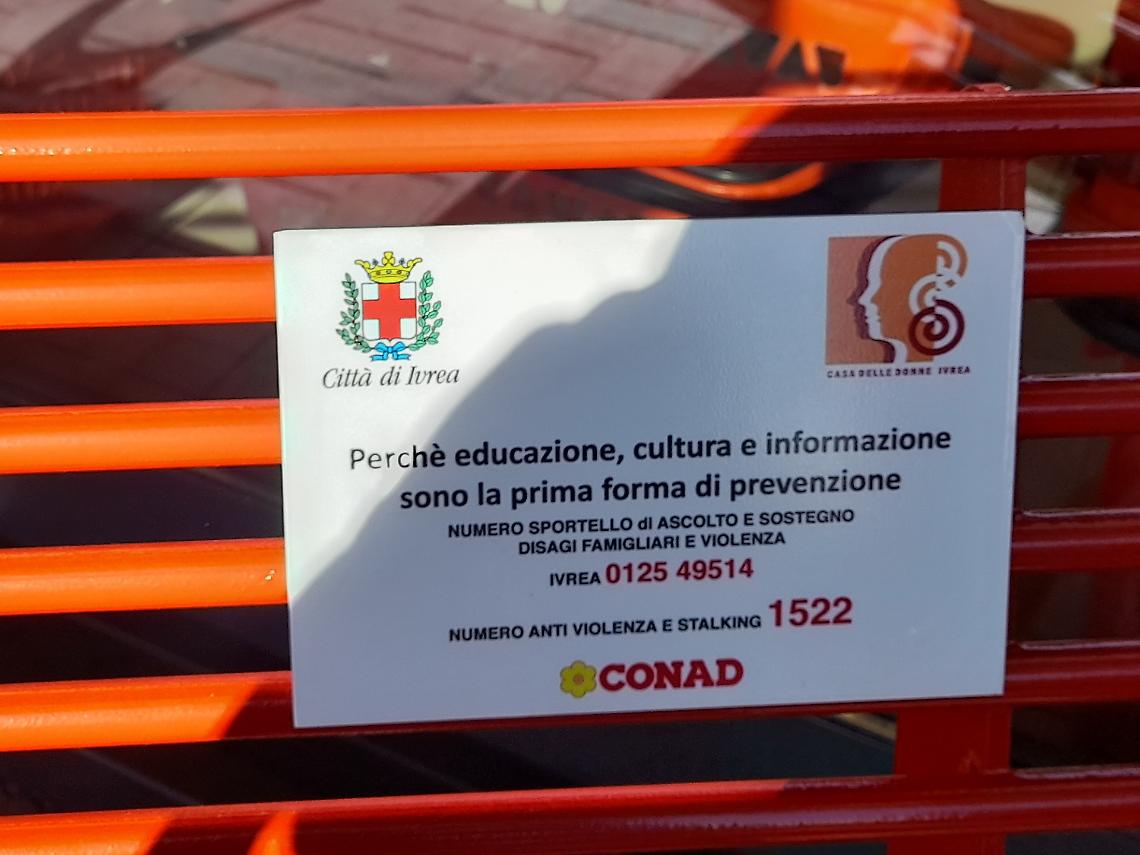 Città di Ivrea
CASA DELLE DONNE IVREA
Perchè educazione, cultura e informazione
sono la prima forma di prevenzione
NUMERO SPORTELLO di ASCOLTO E SOSTEGNO
DISAGI FAMIGLIARI E VIOLENZA
IVREA 0125 49514
NUMERO ANTI VIOLENZA E STALKING 1522
CONAD